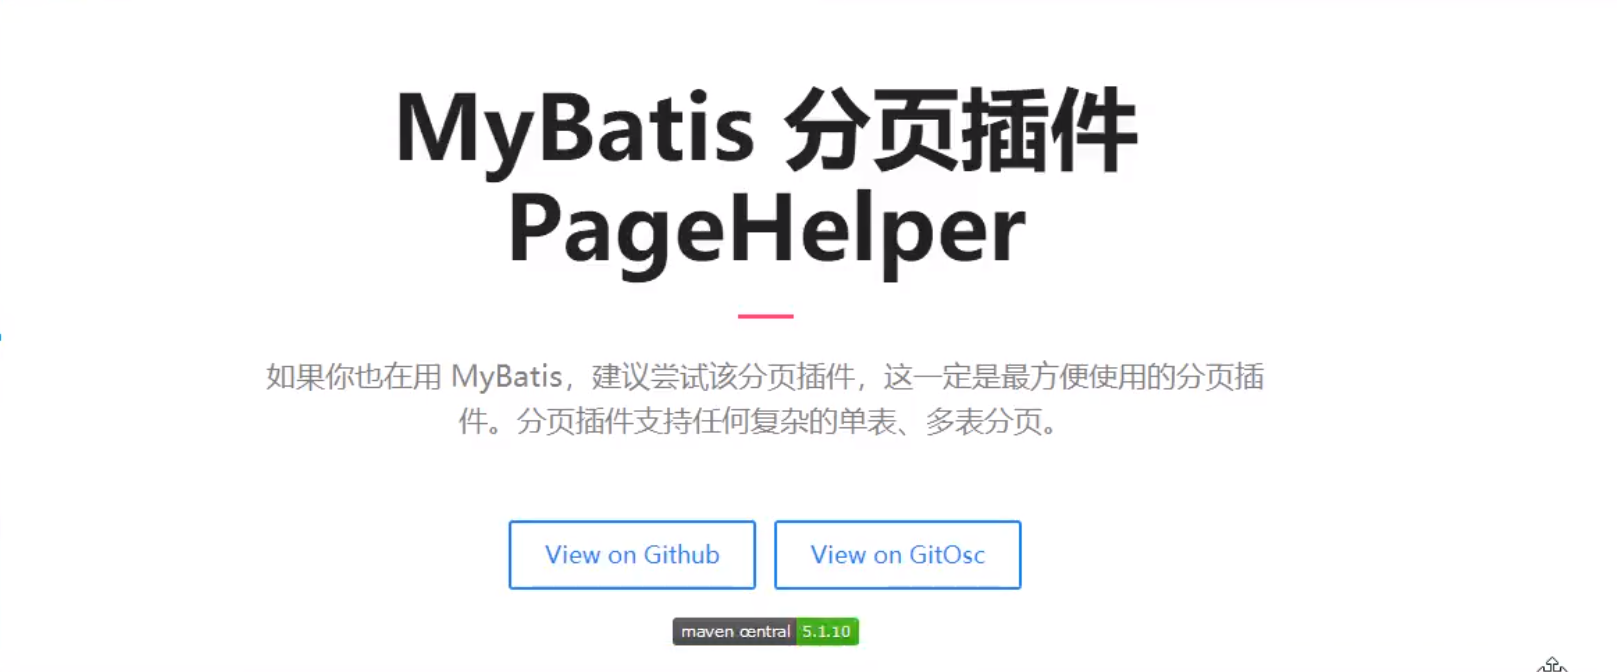 MyBatis 分页插件
PageHelper
如果你也在用 MyBatis，建议尝试该分页插件，这一定是最方便使用的分页插
件。分页插件支持任何复杂的单表、多表分页。
View on Github
View on GitOsc
maven central 5.1.10